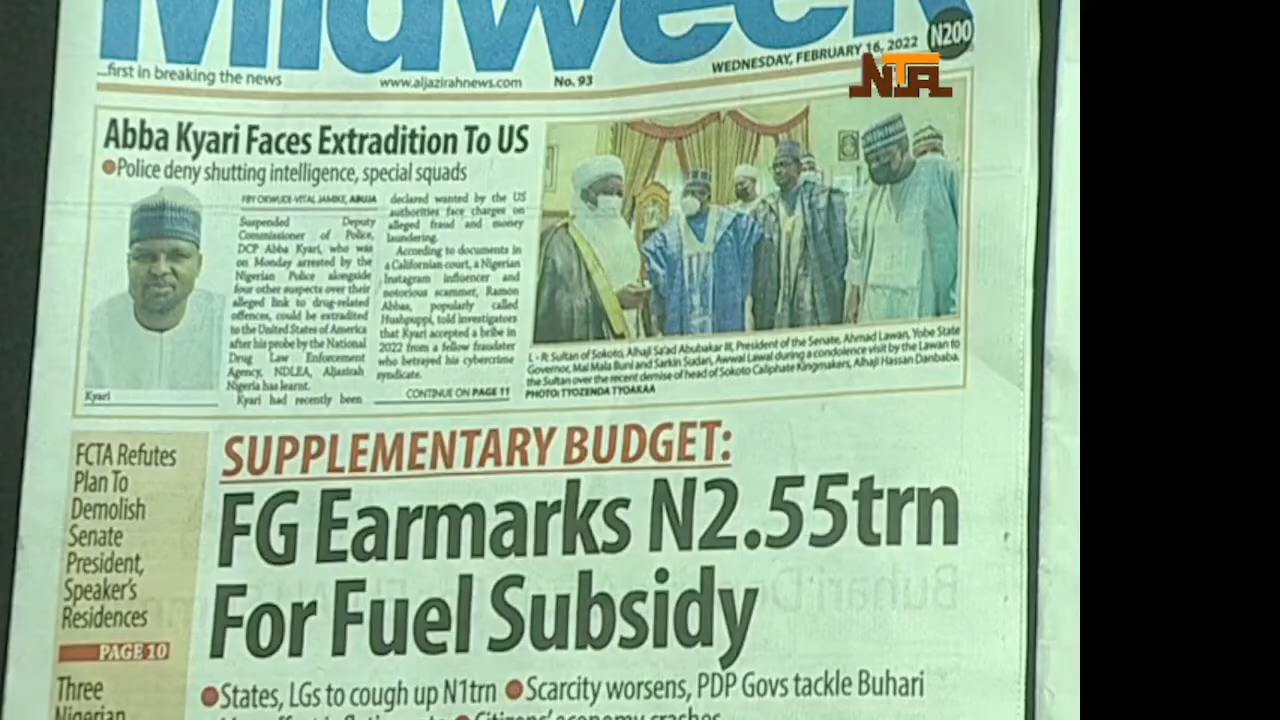 Midweek
...first in breaking the news
www.aljazirahnews.com
No. 93
WEDNESDAY, FEBRUARY 16, 2022
N200
NTA
Abba Kyari Faces Extradition To US
Police deny shutting intelligence, special squads
ABUJA
Suspended Deputy
Commissioner of Police,
DCP Abba Kyari, who was
on Monday arrested by the
Nigerian Police alongside
four other suspects over their
alleged link to drug-related
offences, could be extradited
to the United States of America
after his probe by the National
Drug Law Enforcement
Agency, NDLEA, Aljazirah
Nigeria has learnt.
Kyari had recently been
declared wanted by the US
authorities face charges on
alleged fraud and money
laundering.
According to documents in
a Californian court, a Nigerian
Instagram influencer and
notorious scammer, Ramon
Abbas, popularly called
Hushpuppi, told investigators
that Kyari accepted a bribe in
2022 from a fellow fraudster
who betrayed his cybercrime
syndicate.
CONTINUE ON PAGE 11
Kyari
L - R: Sultan of Sokoto, Alhaji Sa'ad Abubakar III, President of the Senate, Ahmad Lawan, Yobe State
Governor, Mai Mala Buni and Sarkin Sudan, Awwal Lawal during a condolence visit by the Lawan to
the Sultan over the recent demise of head of Sokoto Caliphate Kingmakers, Alhaji Hassan Danbaba.
PHOTO: TYOZENDA TYOAKAA
FCTA Refutes
Plan To
Demolish
Senate
President,
Speaker's
Residences
PAGE 10
Three
Nigerian
SUPPLEMENTARY BUDGET:
FG Earmarks N2.55trn
For Fuel Subsidy
States, LGs to cough up N1trn
Scarcity worsens, PDP Govs tackle Buhari
Citizens' economy crashes